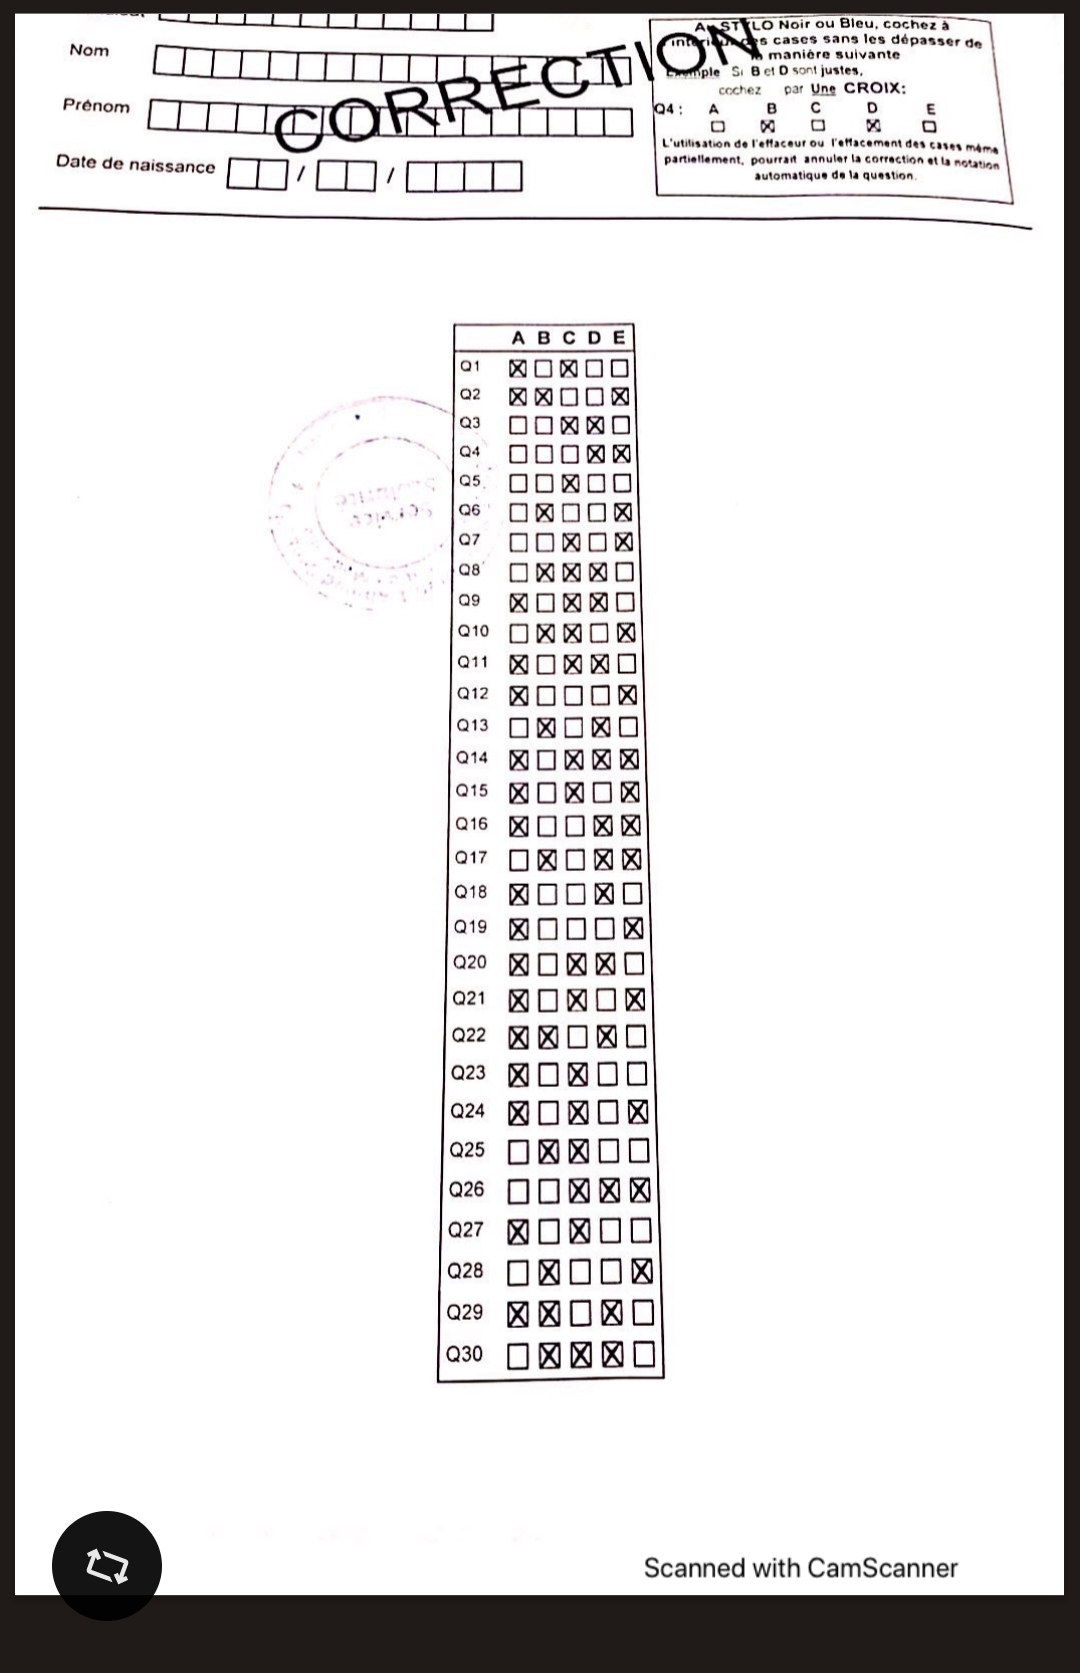 Nom
Prénom
Date de naissance / /
CORRECTION
Au STYLO Noir ou Bleu, cochez à
l'intérieur des cases sans les dépasser de
la manière suivante
Exemple Si B et D sont justes,
cochez par Une CROIX:
Q4 : A B C D E
☐ ☒ ☐ ☒ ☐
L'utilisation de l'effaceur ou l'effacement des cases même
partiellement, pourrait annuler la correction et la notation
automatique de la question.
A B C D E
Q1 ☒ ☐ ☒ ☐ ☐
Q2 ☒ ☒ ☐ ☐ ☒
Q3 ☐ ☐ ☒ ☒ ☐
Q4 ☐ ☐ ☐ ☒ ☒
Q5 ☐ ☐ ☒ ☐ ☐
Q6 ☐ ☒ ☐ ☐ ☒
Q7 ☐ ☐ ☒ ☐ ☒
Q8 ☐ ☒ ☒ ☒ ☐
Q9 ☒ ☐ ☒ ☒ ☐
Q10 ☐ ☒ ☒ ☐ ☒
Q11 ☒ ☐ ☒ ☒ ☐
Q12 ☒ ☐ ☐ ☐ ☒
Q13 ☐ ☒ ☐ ☒ ☐
Q14 ☒ ☐ ☒ ☒ ☒
Q15 ☒ ☐ ☒ ☐ ☒
Q16 ☒ ☐ ☐ ☒ ☒
Q17 ☐ ☒ ☐ ☒ ☒
Q18 ☒ ☐ ☐ ☒ ☐
Q19 ☒ ☐ ☐ ☐ ☒
Q20 ☒ ☐ ☒ ☒ ☐
Q21 ☒ ☐ ☒ ☐ ☒
Q22 ☒ ☒ ☐ ☒ ☐
Q23 ☒ ☐ ☒ ☐ ☐
Q24 ☒ ☐ ☒ ☐ ☒
Q25 ☐ ☒ ☒ ☐ ☐
Q26 ☐ ☐ ☒ ☒ ☒
Q27 ☒ ☐ ☒ ☐ ☐
Q28 ☐ ☒ ☐ ☐ ☒
Q29 ☒ ☒ ☐ ☒ ☐
Q30 ☐ ☒ ☒ ☒ ☐
Service
Scolarité
Scanned with CamScanner